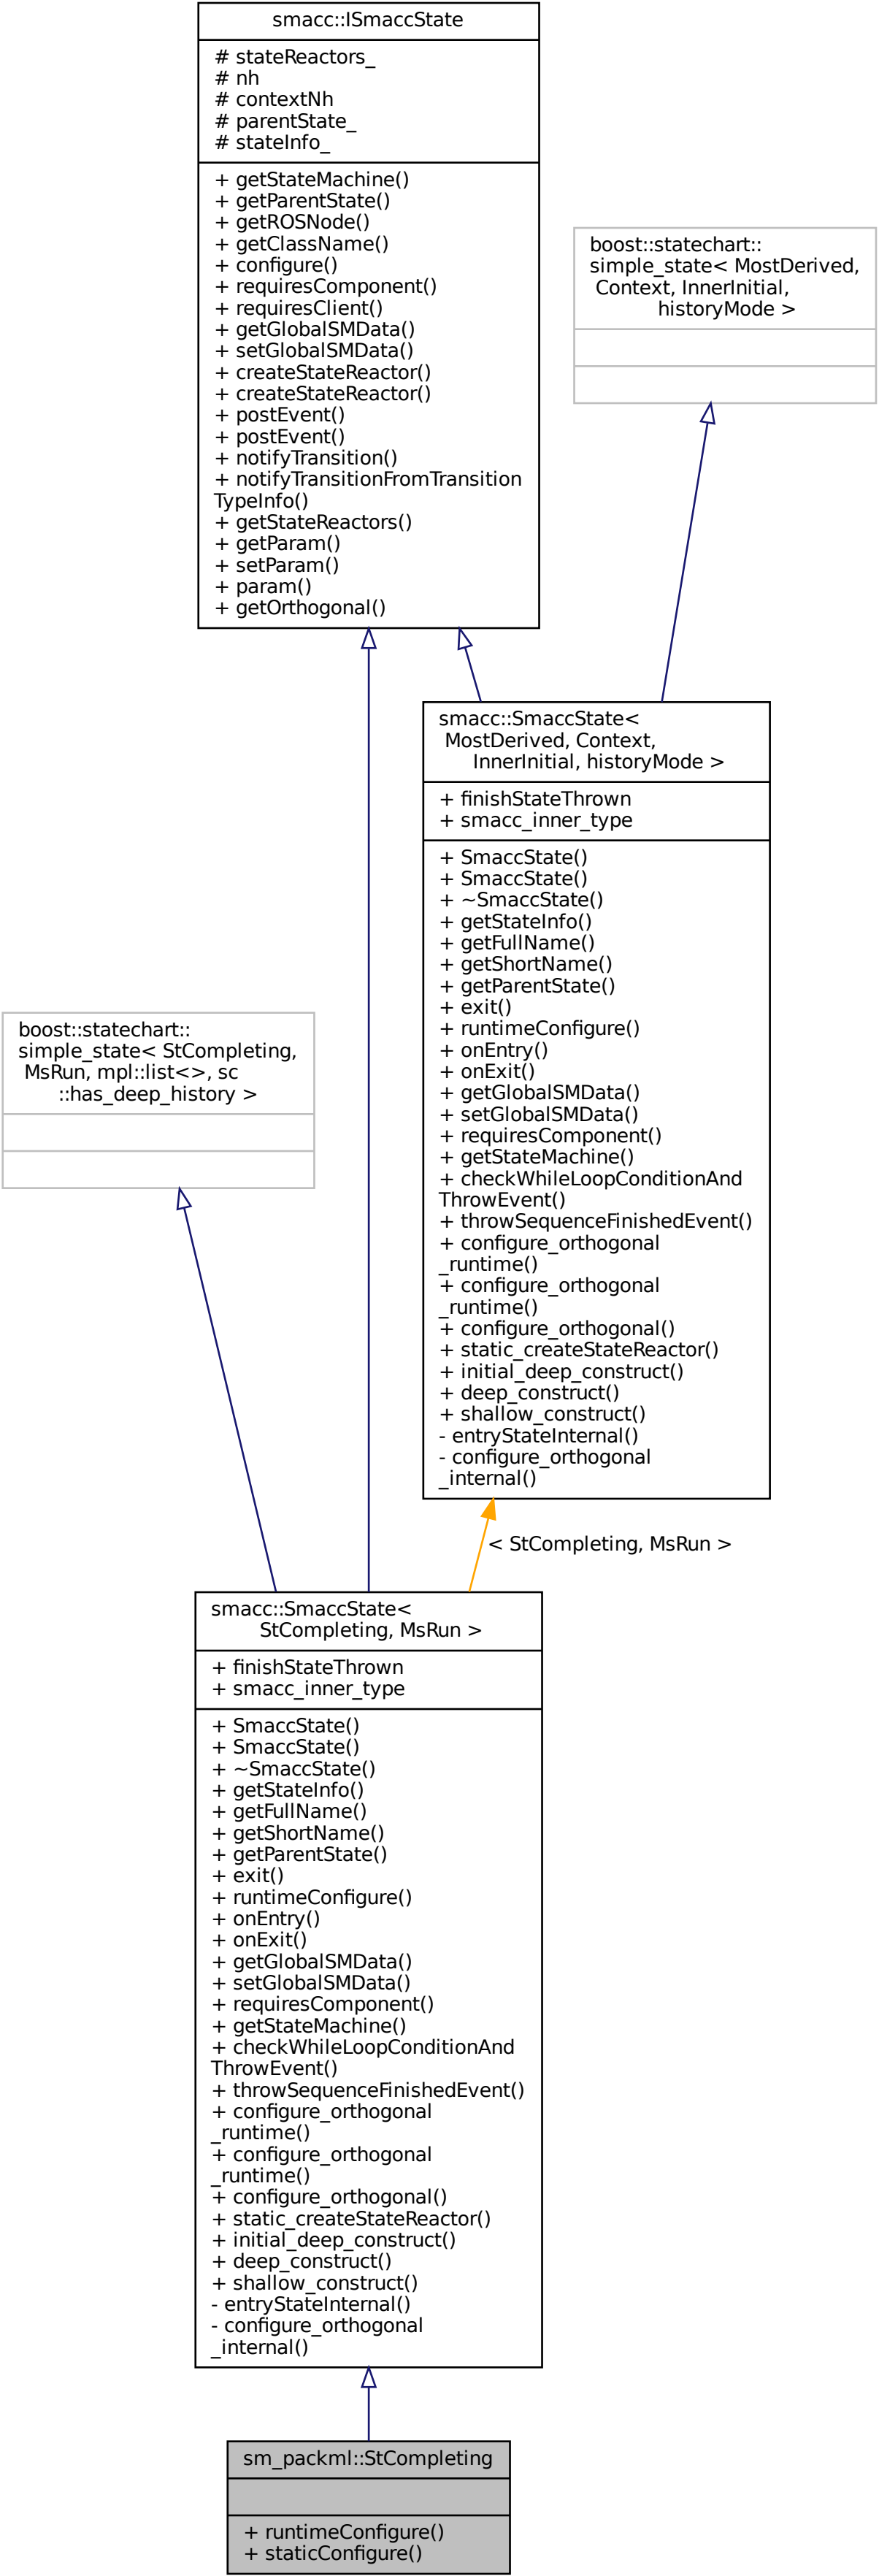 smacc::ISmaccState
# stateReactors_
# nh
# contextNh
# parentState_
# stateInfo_
+ getStateMachine()
+ getParentState()
+ getROSNode()
+ getClassName()
+ configure()
+ requiresComponent()
+ requiresClient()
+ getGlobalSMData()
+ setGlobalSMData()
+ createStateReactor()
+ createStateReactor()
+ postEvent()
+ postEvent()
+ notifyTransition()
+ notifyTransitionFromTransition
TypeInfo()
+ getStateReactors()
+ getParam()
+ setParam()
+ param()
+ getOrthogonal()
boost::statechart::
simple_state< MostDerived,
Context, InnerInitial,
historyMode >
smacc::SmaccState<
MostDerived, Context,
InnerInitial, historyMode >
+ finishStateThrown
+ smacc_inner_type
+ SmaccState()
+ SmaccState()
+ ~SmaccState()
+ getStateInfo()
+ getFullName()
+ getShortName()
+ getParentState()
+ exit()
+ runtimeConfigure()
+ onEntry()
+ onExit()
+ getGlobalSMData()
+ setGlobalSMData()
+ requiresComponent()
+ getStateMachine()
+ checkWhileLoopConditionAnd
ThrowEvent()
+ throwSequenceFinishedEvent()
+ configure_orthogonal
_runtime()
+ configure_orthogonal
_runtime()
+ configure_orthogonal()
+ static_createStateReactor()
+ initial_deep_construct()
+ deep_construct()
+ shallow_construct()
- entryStateInternal()
- configure_orthogonal
_internal()
boost::statechart::
simple_state< StCompleting,
MsRun, mpl::list<>, sc
::has_deep_history >
< StCompleting, MsRun >
smacc::SmaccState<
StCompleting, MsRun >
+ finishStateThrown
+ smacc_inner_type
+ SmaccState()
+ SmaccState()
+ ~SmaccState()
+ getStateInfo()
+ getFullName()
+ getShortName()
+ getParentState()
+ exit()
+ runtimeConfigure()
+ onEntry()
+ onExit()
+ getGlobalSMData()
+ setGlobalSMData()
+ requiresComponent()
+ getStateMachine()
+ checkWhileLoopConditionAnd
ThrowEvent()
+ throwSequenceFinishedEvent()
+ configure_orthogonal
_runtime()
+ configure_orthogonal
_runtime()
+ configure_orthogonal()
+ static_createStateReactor()
+ initial_deep_construct()
+ deep_construct()
+ shallow_construct()
- entryStateInternal()
- configure_orthogonal
_internal()
sm_packml::StCompleting
+ runtimeConfigure()
+ staticConfigure()